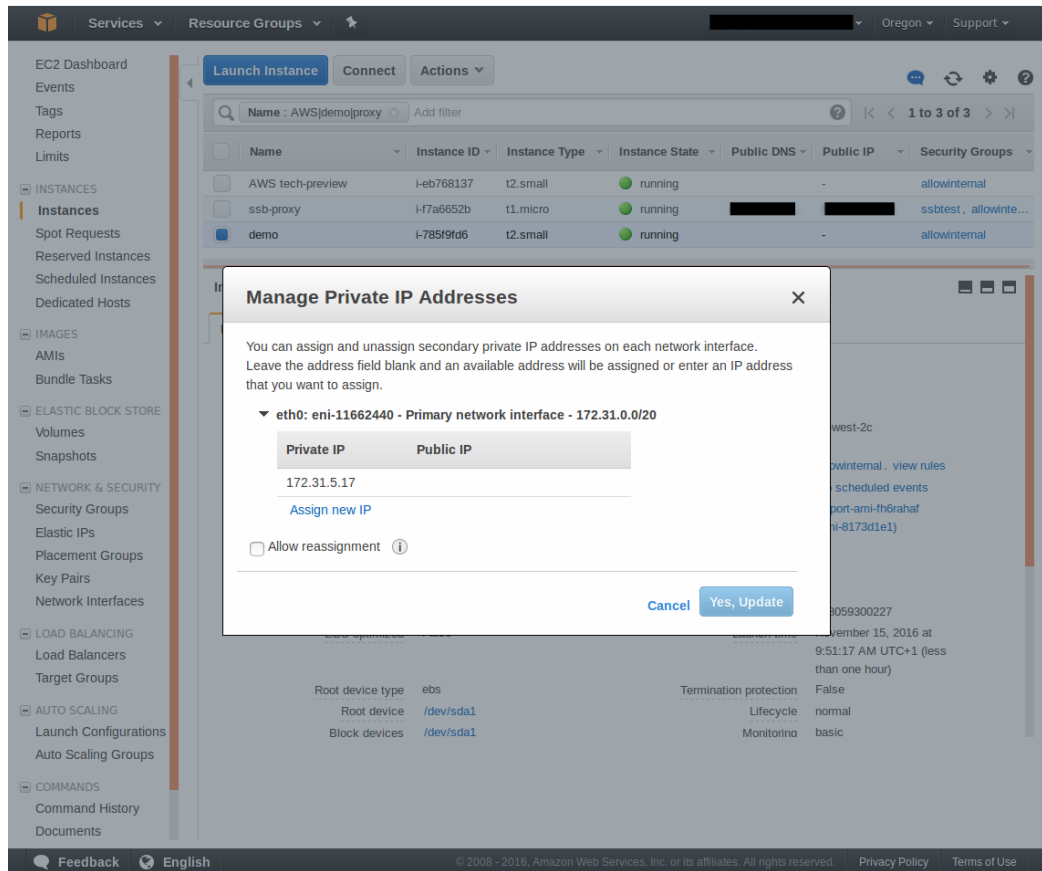 Services Resource Groups Oregon Support
EC2 Dashboard
Events
Tags
Reports
Limits
INSTANCES
Instances
Spot Requests
Reserved Instances
Scheduled Instances
Dedicated Hosts
IMAGES
AMIs
Bundle Tasks
ELASTIC BLOCK STORE
Volumes
Snapshots
NETWORK & SECURITY
Security Groups
Elastic IPs
Placement Groups
Key Pairs
Network Interfaces
LOAD BALANCING
Load Balancers
Target Groups
AUTO SCALING
Launch Configurations
Auto Scaling Groups
COMMANDS
Command History
Documents
Launch Instance Connect Actions
Name : AWS|demo|proxy Add filter 1 to 3 of 3
Name Instance ID Instance Type Instance State Public DNS Public IP Security Groups
AWS tech-preview i-eb768137 t2.small running - allowinternal
ssb-proxy i-f7a6652b t1.micro running ssbtest, allowinte...
demo i-785f9fd6 t2.small running - allowinternal
Manage Private IP Addresses
You can assign and unassign secondary private IP addresses on each network interface.
Leave the address field blank and an available address will be assigned or enter an IP address
that you want to assign.
eth0: eni-11662440 - Primary network interface - 172.31.0.0/20
Private IP Public IP
172.31.5.17
Assign new IP
Allow reassignment
Cancel Yes, Update
-west-2c
view rules
scheduled events
port-ami-fh6rahaf
8173d1e1)
8059300227
November 15, 2016 at
9:51:17 AM UTC+1 (less
than one hour)
Root device type ebs Termination protection False
Root device /dev/sda1 Lifecycle normal
Block devices /dev/sda1 Monitoring basic
Feedback English © 2008 - 2016, Amazon Web Services, Inc. or its affiliates. All rights reserved. Privacy Policy Terms of Use